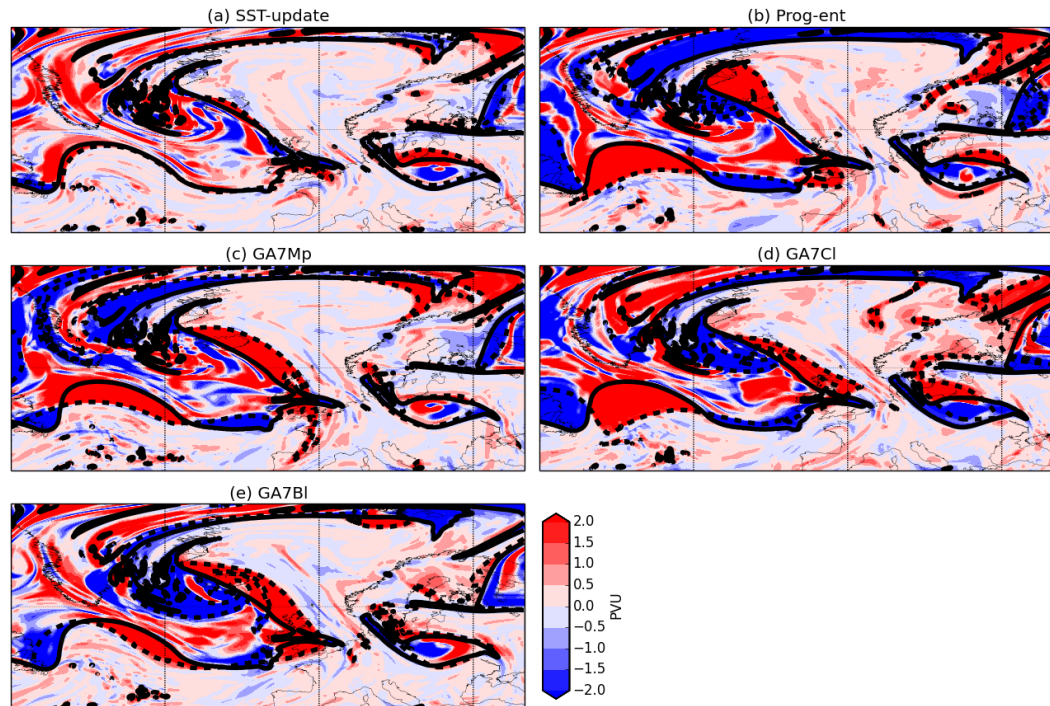 (a) SST-update
(b) Prog-ent
(c) GA7Mp
(d) GA7Cl
(e) GA7Bl
2.0
1.5
1.0
0.5
0.0
−0.5
−1.0
−1.5
−2.0
PVU